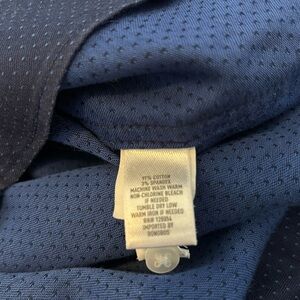 97% COTTON
3% SPANDEX
MACHINE WASH WARM
NON-CHLORINE BLEACH
IF NEEDED
TUMBLE DRY LOW
WARM IRON IF NEEDED
RN# 129954
IMPORTED BY
BONOBOS